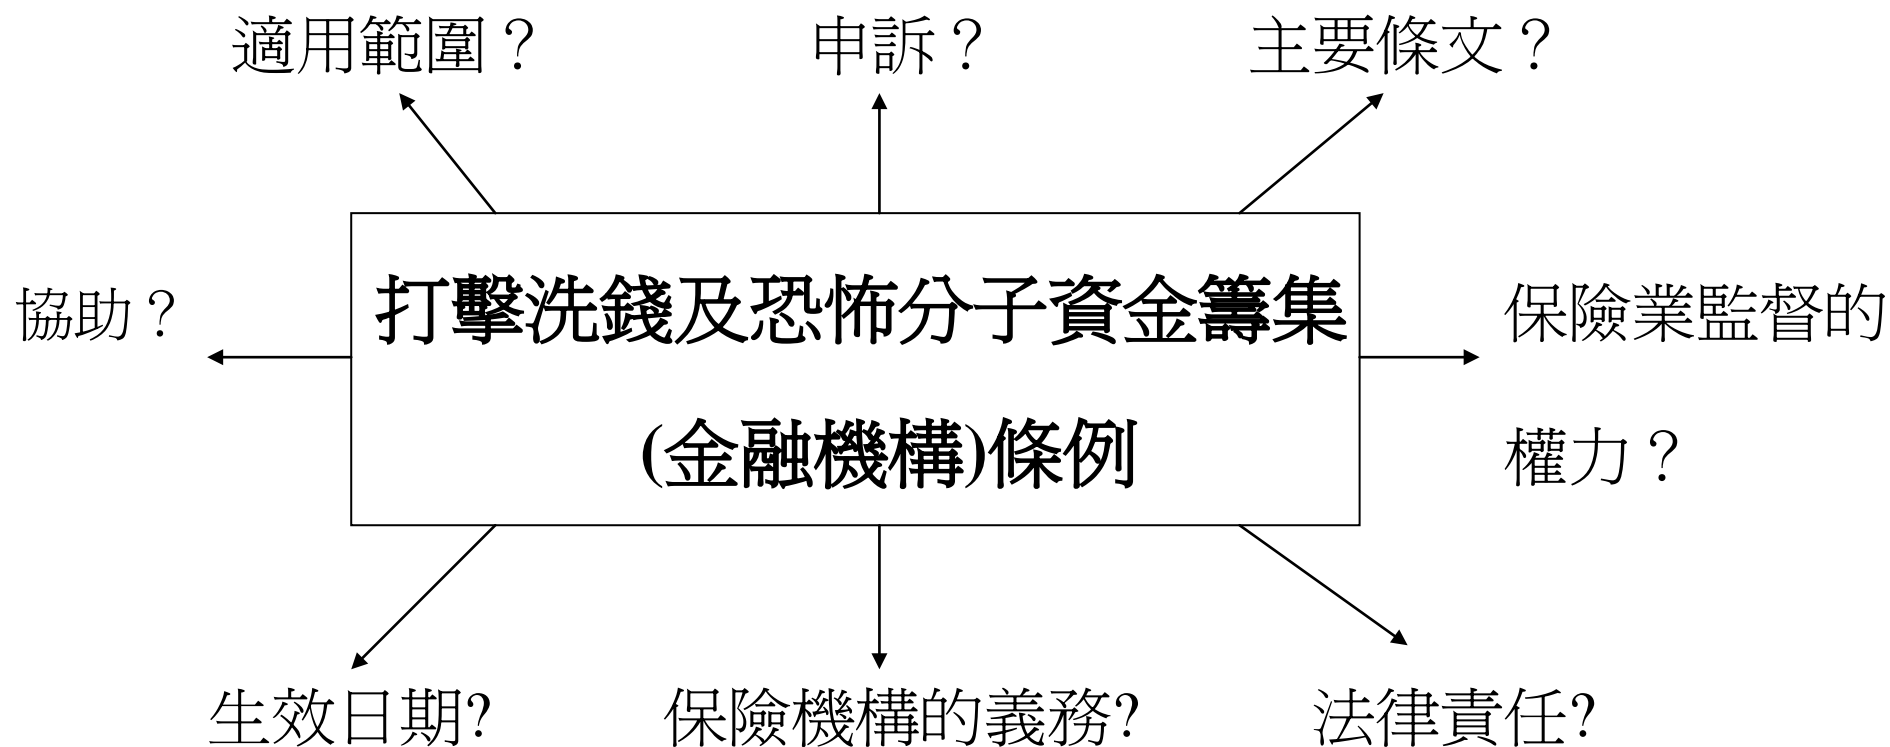 適用範圍？
申訴？
主要條文？
協助？
打擊洗錢及恐怖分子資金籌集
(金融機構)條例
保險業監督的
權力？
生效日期?
保險機構的義務?
法律責任?